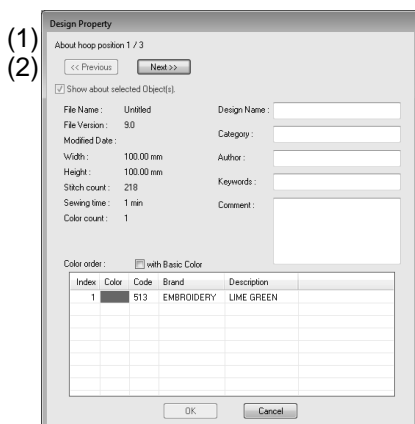 Design Property
(1) About hoop position 1 / 3
(2) << Previous Next >>
Show about selected Object(s).
File Name : Untitled Design Name :
File Version : 9.0
Category :
Modified Date :
Width : 100.00 mm Author :
Height : 100.00 mm
Stitch count : 218 Keywords :
Sewing time : 1 min Comment :
Color count : 1
Color order : with Basic Color
Index Color Code Brand Description
1 513 EMBROIDERY LIME GREEN
OK Cancel